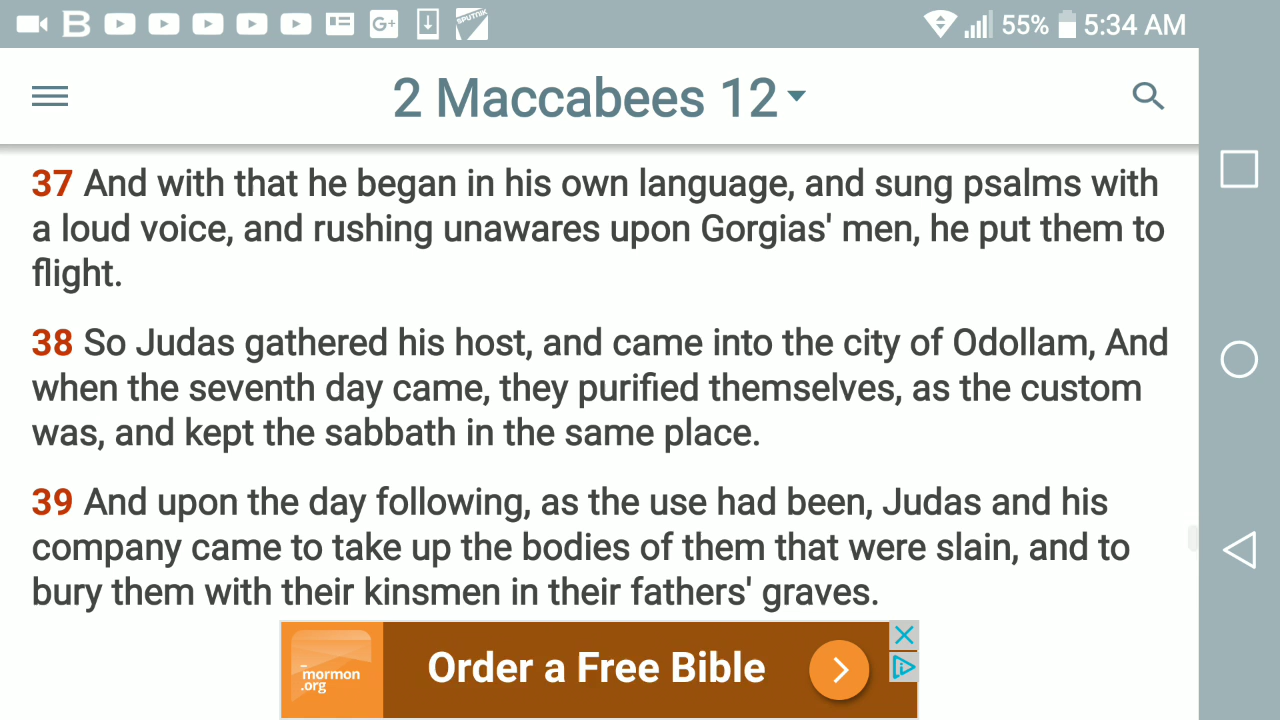 B
G+
SPUTNIK
55%
5:34 AM
2 Maccabees 12
37 And with that he began in his own language, and sung psalms with
a loud voice, and rushing unawares upon Gorgias' men, he put them to
flight.
38 So Judas gathered his host, and came into the city of Odollam, And
when the seventh day came, they purified themselves, as the custom
was, and kept the sabbath in the same place.
39 And upon the day following, as the use had been, Judas and his
company came to take up the bodies of them that were slain, and to
bury them with their kinsmen in their fathers' graves.
mormon
.org
Order a Free Bible